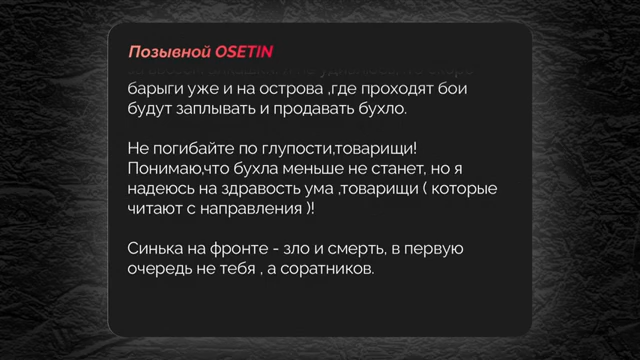 Позывной OSETIN
барыги уже и на острова ,где проходят бои
будут заплывать и продавать бухло.
Не погибайте по глупости,товарищи!
Понимаю,что бухла меньше не станет, но я
надеюсь на здравость ума ,товарищи ( которые
читают с направления )!
Синька на фронте - зло и смерть, в первую
очередь не тебя , а соратников.